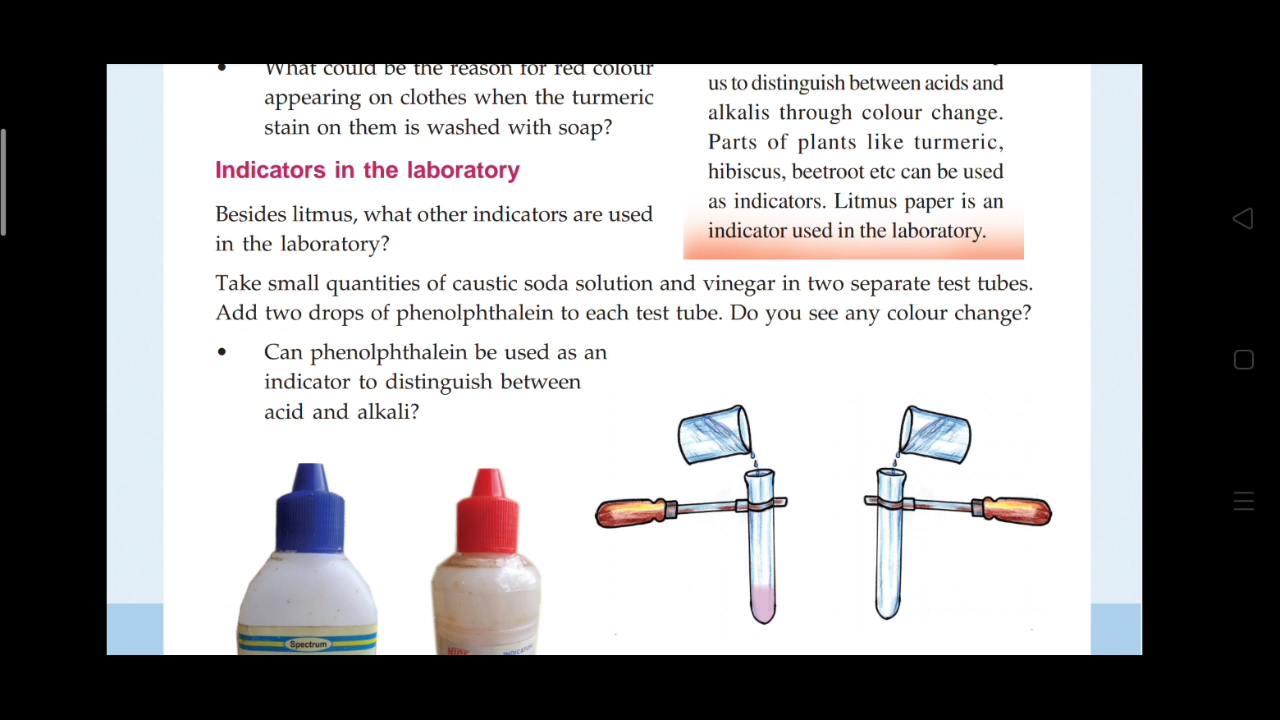 • What could be the reason for red colour
appearing on clothes when the turmeric
stain on them is washed with soap?
us to distinguish between acids and
alkalis through colour change.
Parts of plants like turmeric,
hibiscus, beetroot etc can be used
as indicators. Litmus paper is an
indicator used in the laboratory.
Indicators in the laboratory
Besides litmus, what other indicators are used
in the laboratory?
Take small quantities of caustic soda solution and vinegar in two separate test tubes.
Add two drops of phenolphthalein to each test tube. Do you see any colour change?
• Can phenolphthalein be used as an
indicator to distinguish between
acid and alkali?
Spectrum